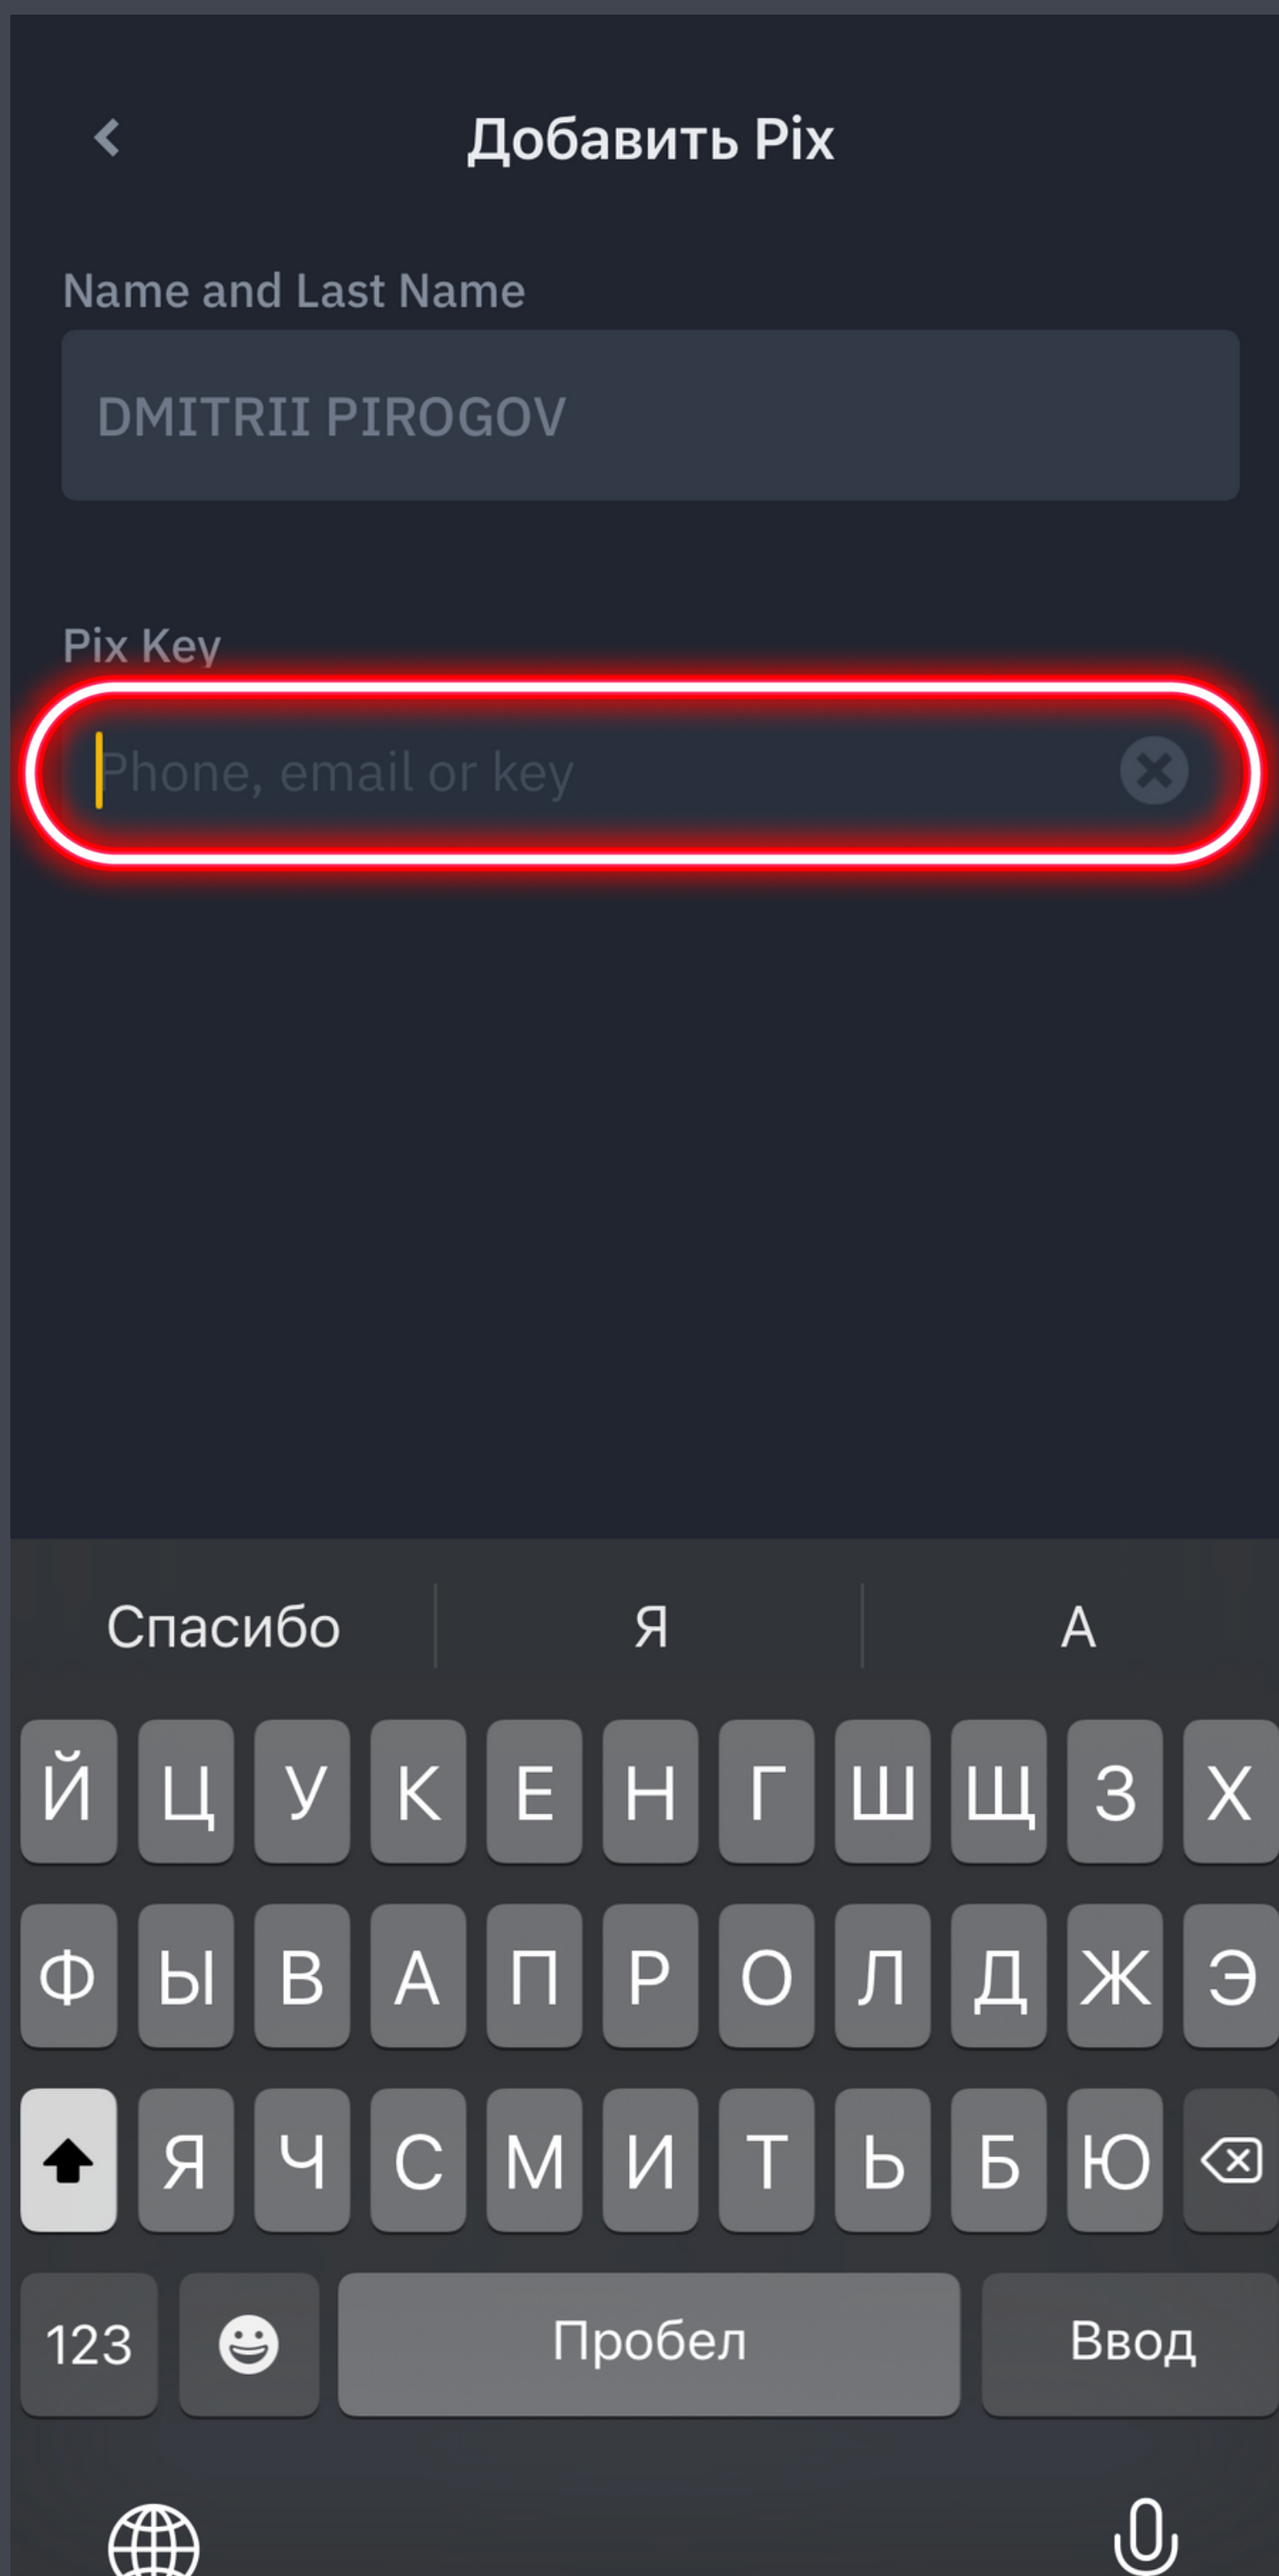 Добавить Pix
Name and Last Name
DMITRII PIROGOV
Pix Key
Phone, email or key
Спасибо Я А
Й Ц У К Е Н Г Ш Щ З Х
Ф Ы В А П Р О Л Д Ж Э
Я Ч С М И Т Ь Б Ю
123 Пробел Ввод